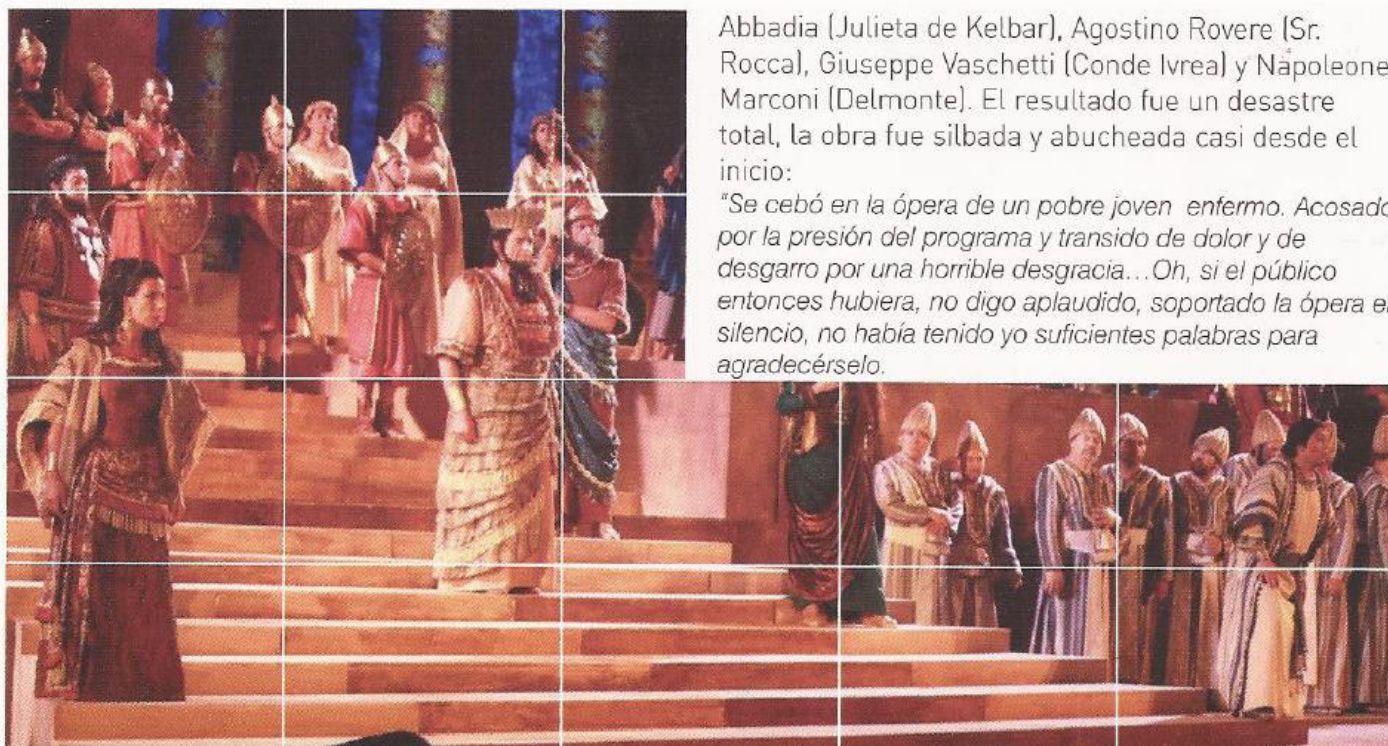 Abbadia (Julieta de Kelbar), Agostino Rovere (Sr.
Rocca), Giuseppe Vaschetti (Conde Ivrea) y Napoleone
Marconi (Delmonte). El resultado fue un desastre
total, la obra fue silbada y abucheada casi desde el
inicio:
"Se cebó en la ópera de un pobre joven enfermo. Acosado
por la presión del programa y transido de dolor y de
desgarro por una horrible desgracia...Oh, si el público
entonces hubiera, no digo aplaudido, soportado la ópera en
silencio, no había tenido yo suficientes palabras para
agradecérselo.